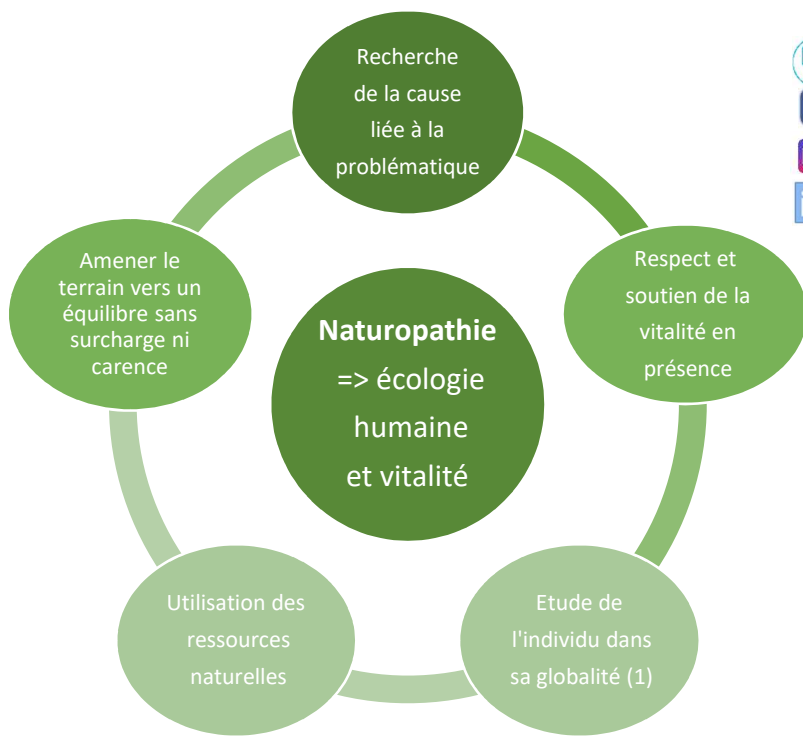 Recherche
de la cause
liée à la
problématique
Amener le
terrain vers un
équilibre sans
surcharge ni
carence
Respect et
soutien de la
vitalité en
présence
Naturopathie
=> écologie
humaine
et vitalité
Utilisation des
ressources
naturelles
Etude de
l'individu dans
sa globalité (1)